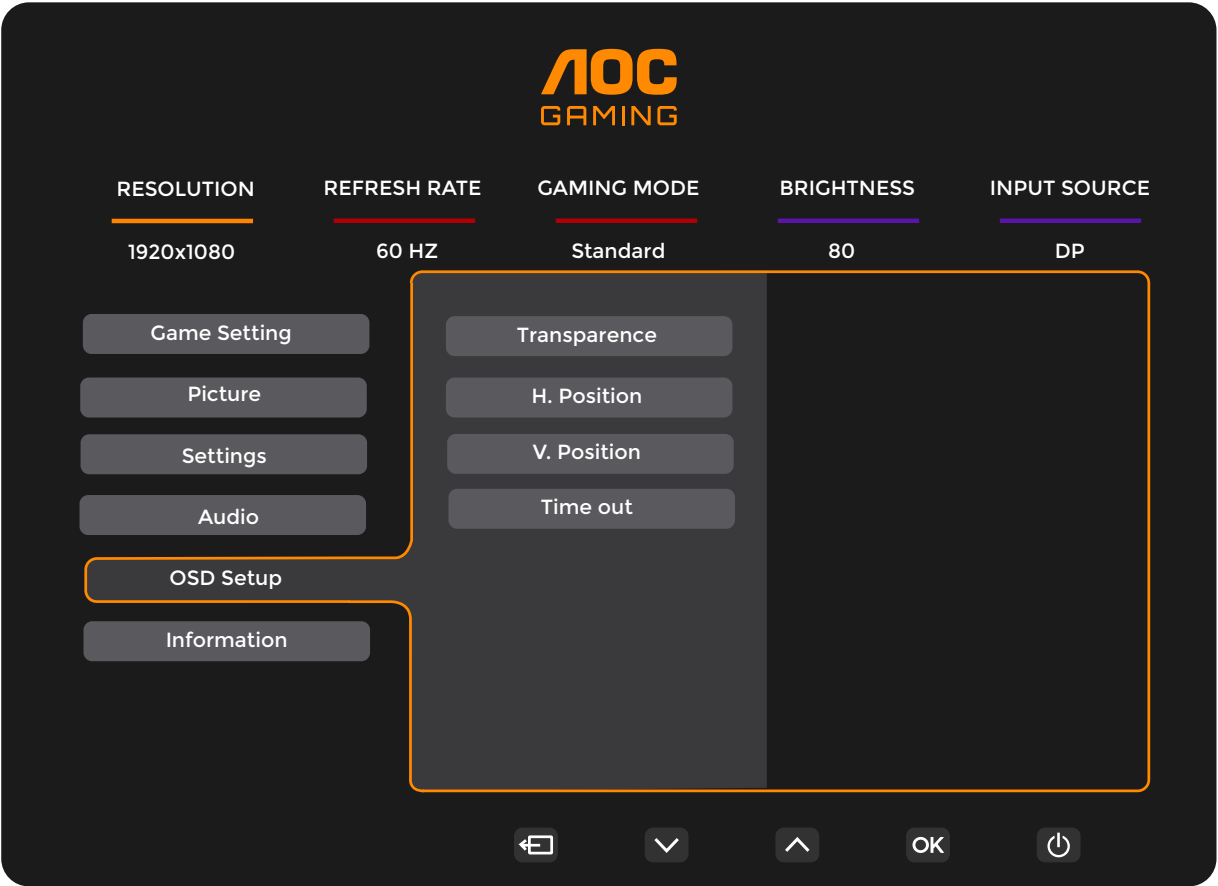 AOC
GAMING
RESOLUTION REFRESH RATE GAMING MODE BRIGHTNESS INPUT SOURCE
1920x1080 60 HZ Standard 80 DP
Game Setting
Picture
Settings
Audio
OSD Setup
Information
Transparence
H. Position
V. Position
Time out
OK